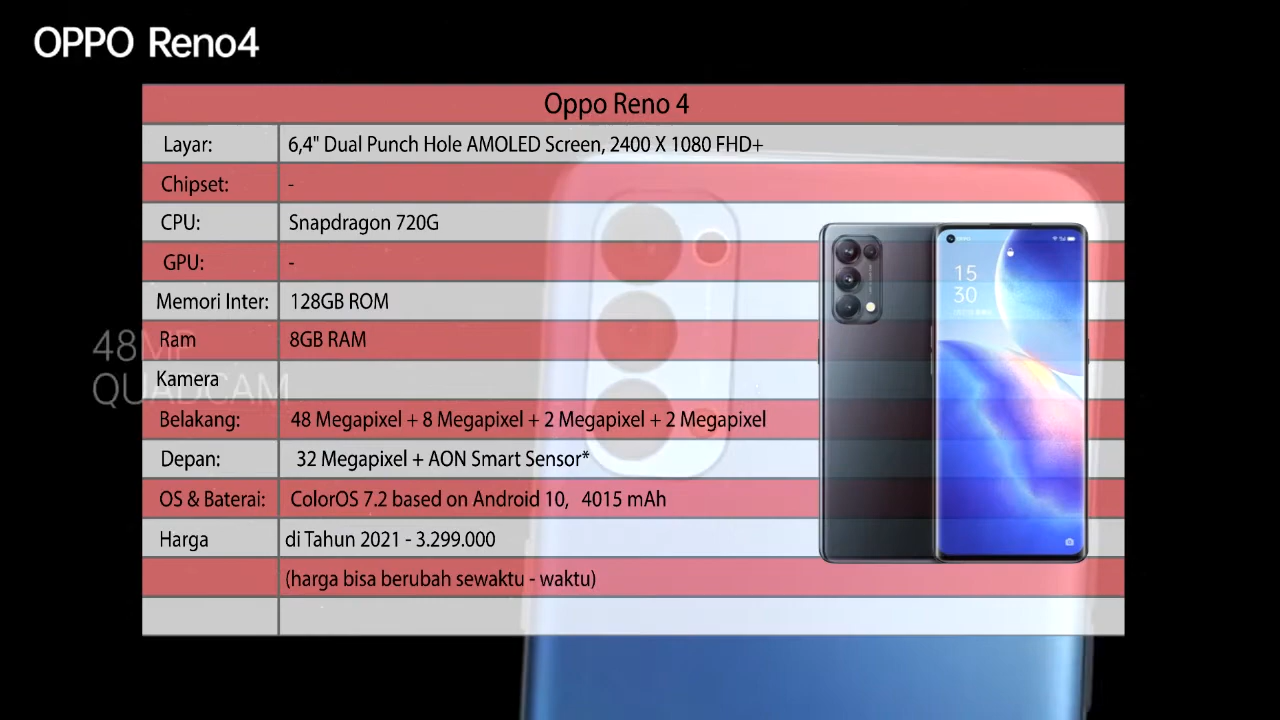 OPPO Reno4
Oppo Reno 4
Layar: 6,4" Dual Punch Hole AMOLED Screen, 2400 X 1080 FHD+
Chipset: -
CPU: Snapdragon 720G
GPU: -
Memori Inter: 128GB ROM
Ram 8GB RAM
Kamera
Belakang: 48 Megapixel + 8 Megapixel + 2 Megapixel + 2 Megapixel
Depan: 32 Megapixel + AON Smart Sensor*
OS & Baterai: ColorOS 7.2 based on Android 10, 4015 mAh
Harga di Tahun 2021 - 3.299.000
(harga bisa berubah sewaktu - waktu)
48MP
QUADCAM
15
30